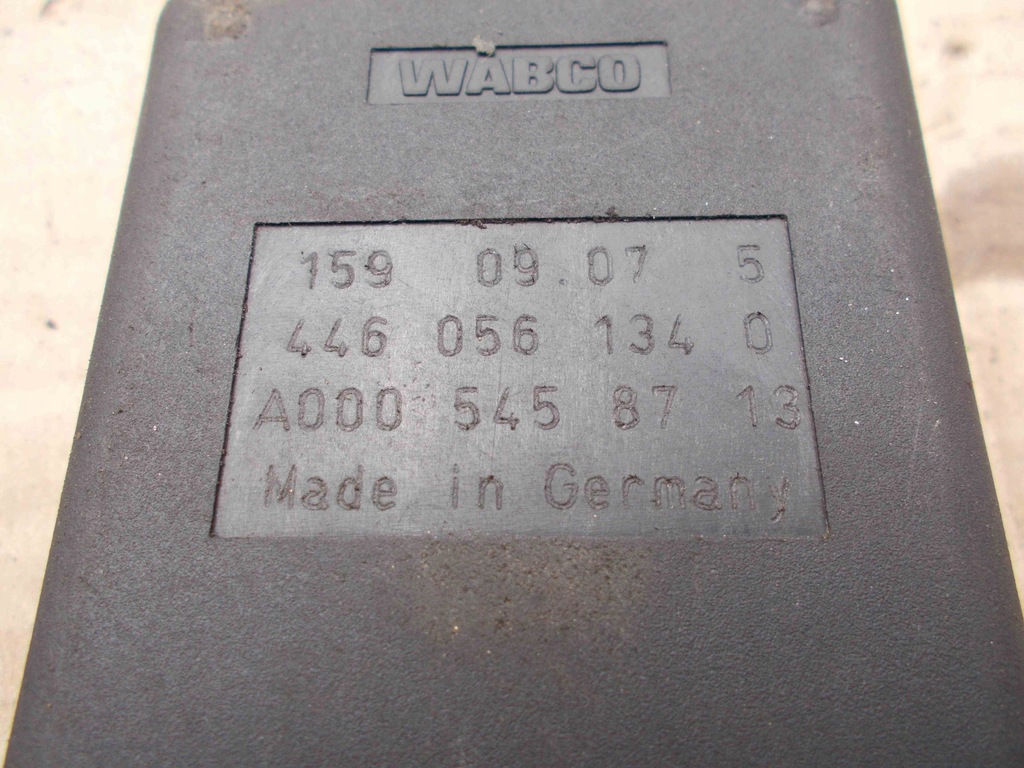 WABCO
159 09.07 5
446 056 134 0
A000 545 87 13
Made in Germany